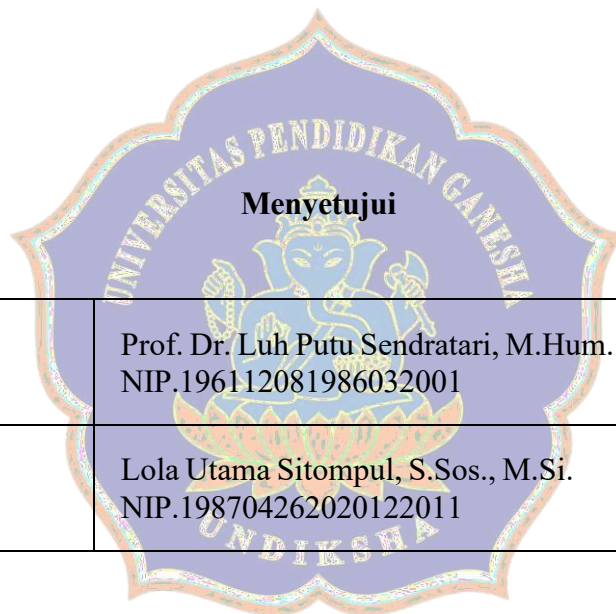 UNIVERSITAS PENDIDIKAN GANESHA
Menyetujui
Prof. Dr. Luh Putu Sendratari, M.Hum.
NIP.196112081986032001
Lola Utama Sitompul, S.Sos., M.Si.
NIP.198704262020122011
UNDIKSHA